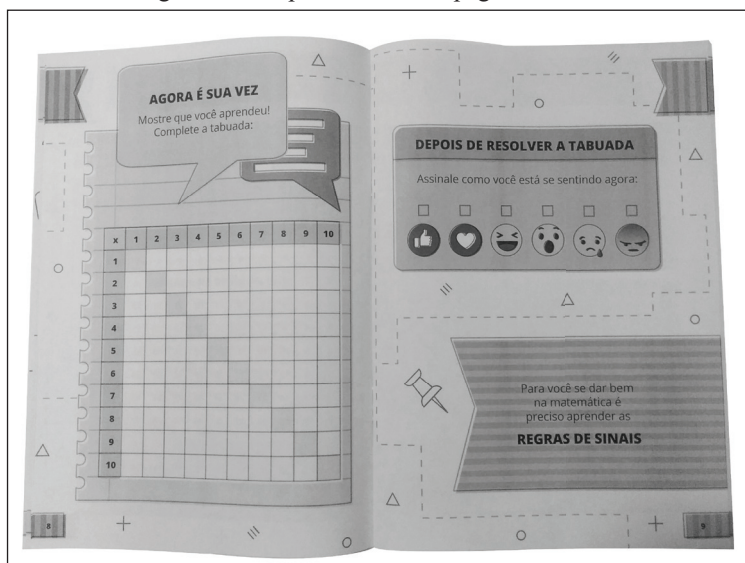 AGORA É SUA VEZ
Mostre que você aprendeu!
Complete a tabuada:
x 1 2 3 4 5 6 7 8 9 10
1
2
3
4
5
6
7
8
9
10
8
DEPOIS DE RESOLVER A TABUADA
Assinale como você está se sentindo agora:
Para você se dar bem
na matemática é
preciso aprender as
REGRAS DE SINAIS
9